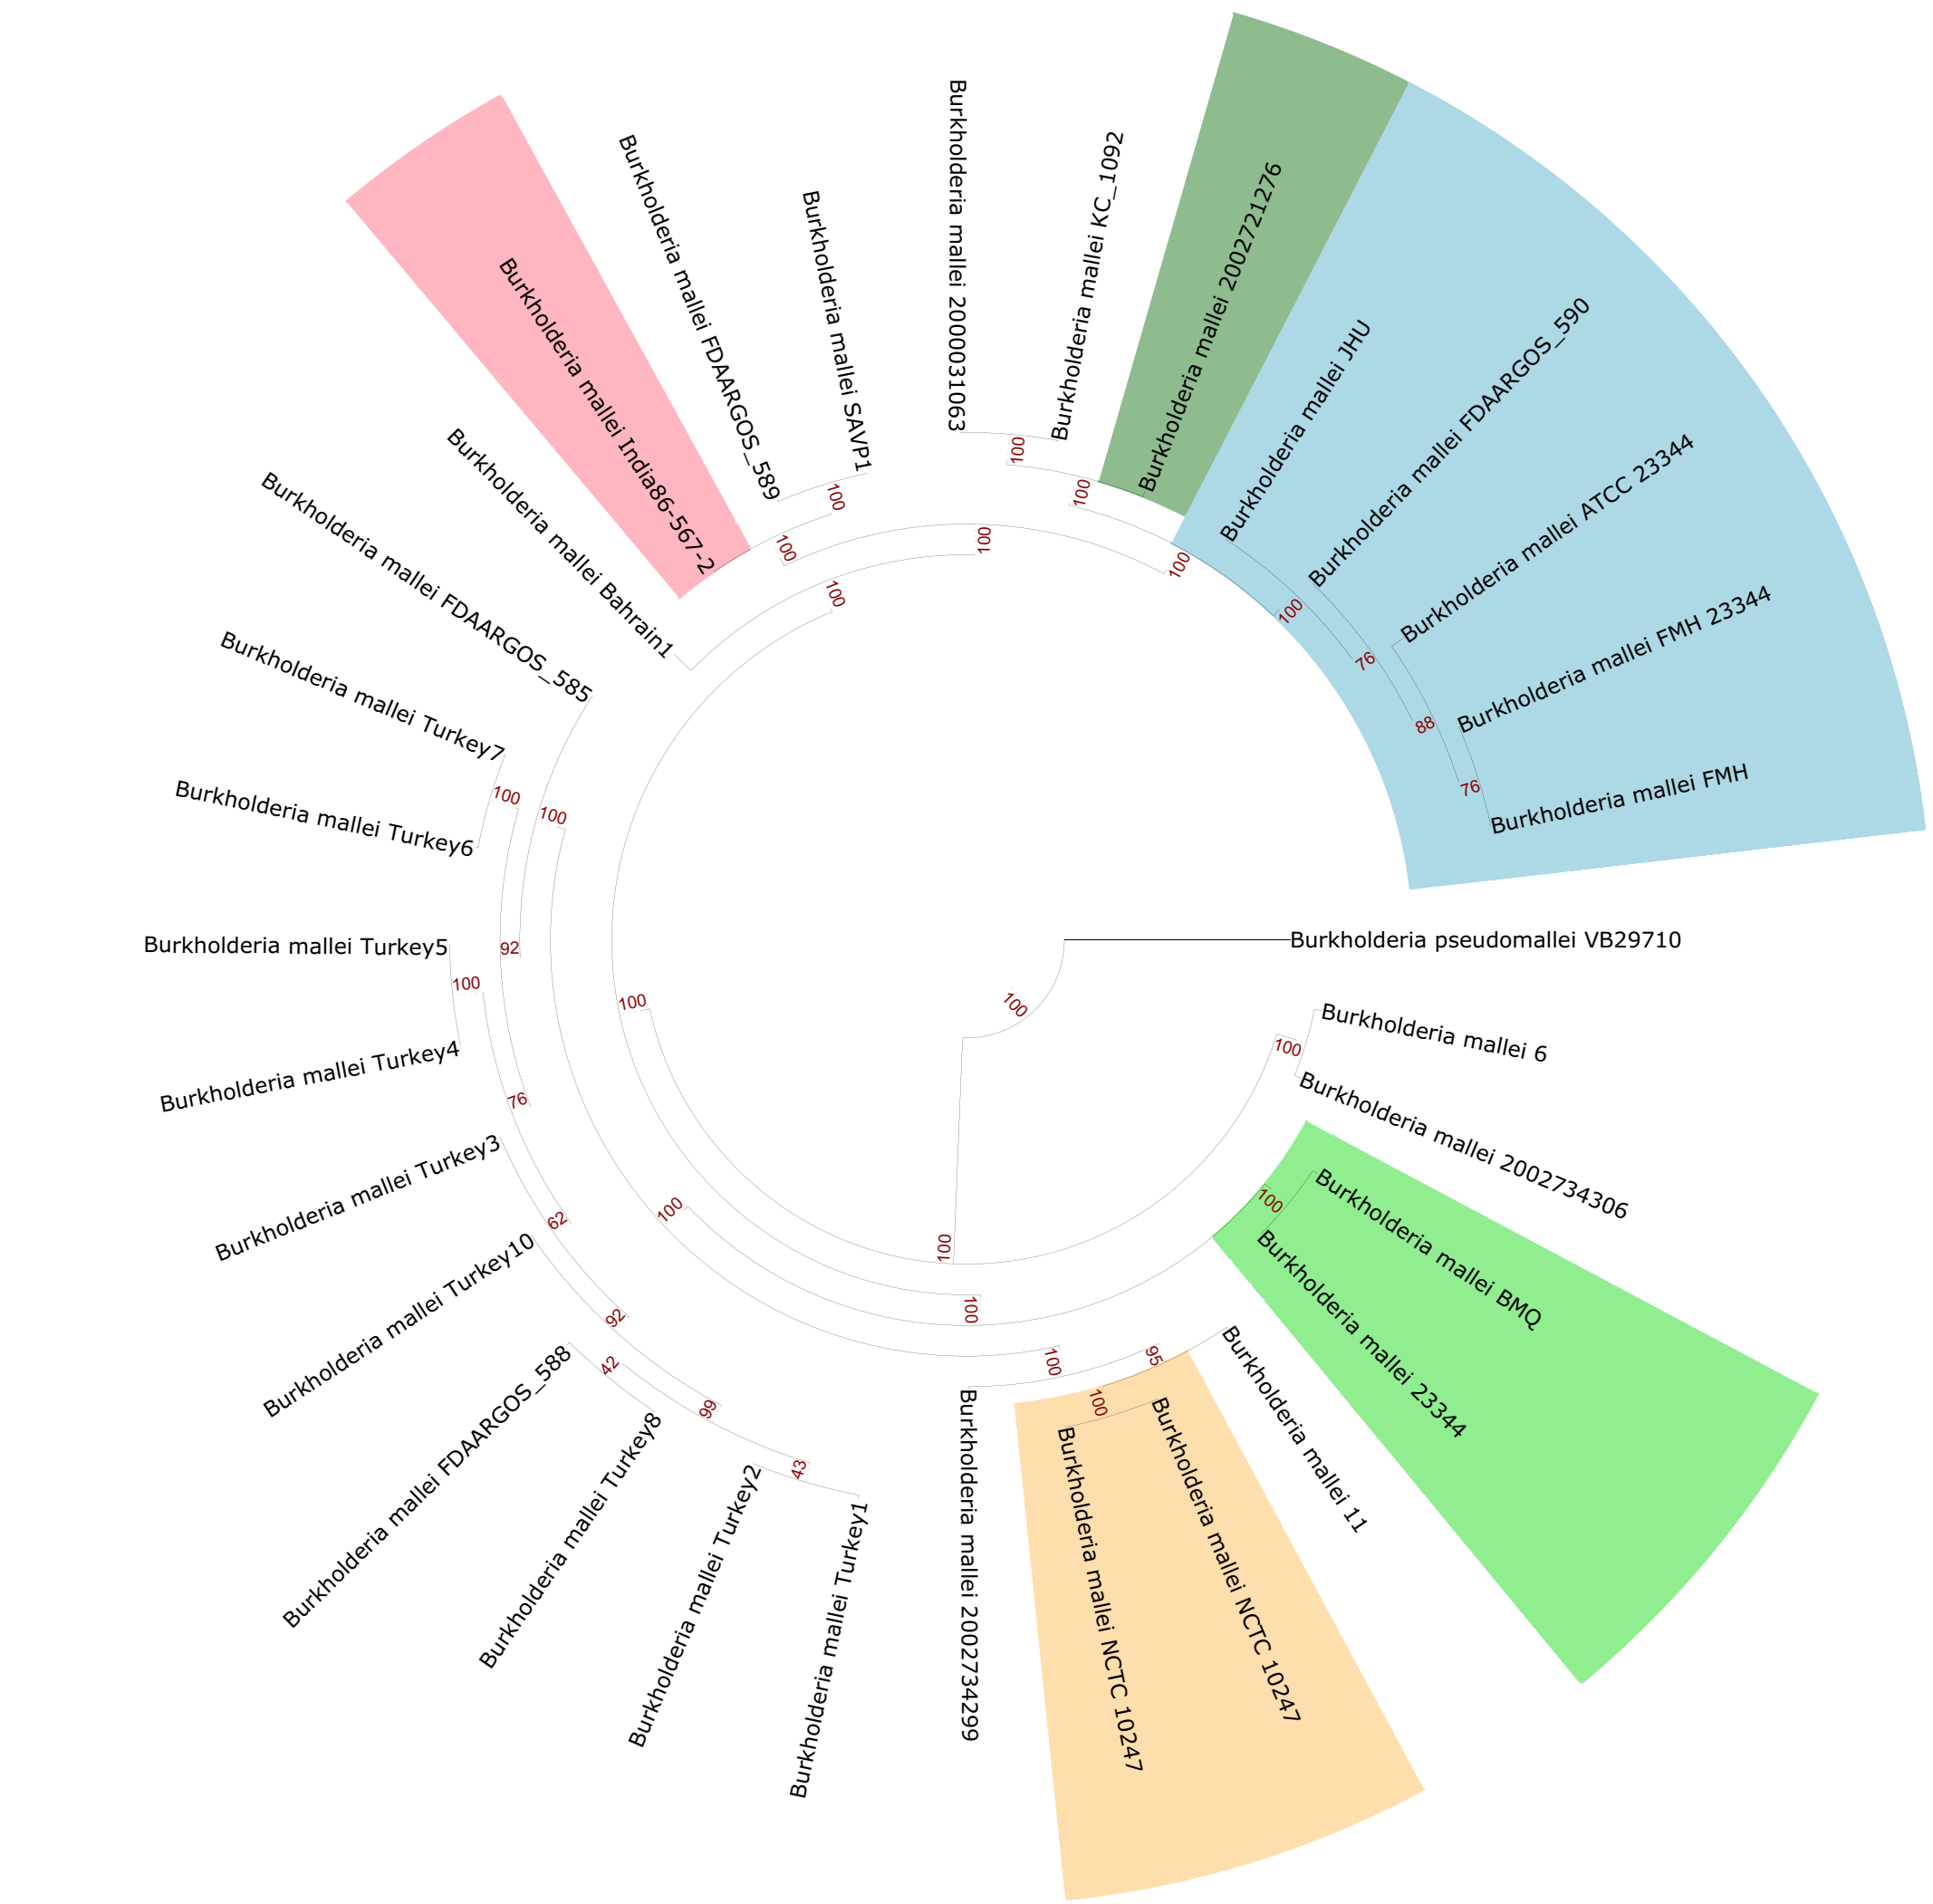 Burkholderia mallei 2000031063
Burkholderia mallei KC_1092
Burkholderia mallei 2002721276
Burkholderia mallei JHU
Burkholderia mallei FDAARGOS_590
Burkholderia mallei ATCC 23344
Burkholderia mallei FMH 23344
Burkholderia mallei FMH
Burkholderia pseudomallei VB29710
Burkholderia mallei 6
Burkholderia mallei 2002734306
Burkholderia mallei BMQ
Burkholderia mallei 23344
Burkholderia mallei 11
Burkholderia mallei NCTC 10247
Burkholderia mallei NCTC 10247
Burkholderia mallei 2002734299
Burkholderia mallei Turkey1
Burkholderia mallei Turkey2
Burkholderia mallei Turkey8
Burkholderia mallei FDAARGOS_588
Burkholderia mallei Turkey10
Burkholderia mallei Turkey3
Burkholderia mallei Turkey4
Burkholderia mallei Turkey5
Burkholderia mallei Turkey6
Burkholderia mallei Turkey7
Burkholderia mallei FDAARGOS_585
Burkholderia mallei Bahrain1
Burkholderia mallei India86-567-2
Burkholderia mallei FDAARGOS_589
Burkholderia mallei SAVP1
100
100
100
100
76
88
76
100
100
100
100
100
100
95
100
100
100
100
100
100
100
100
100
92
100
76
62
92
42
99
43
100
100